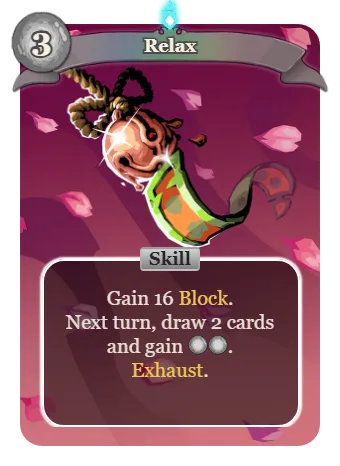 3
Relax
Skill
Gain 16 Block.
Next turn, draw 2 cards
and gain .
Exhaust.